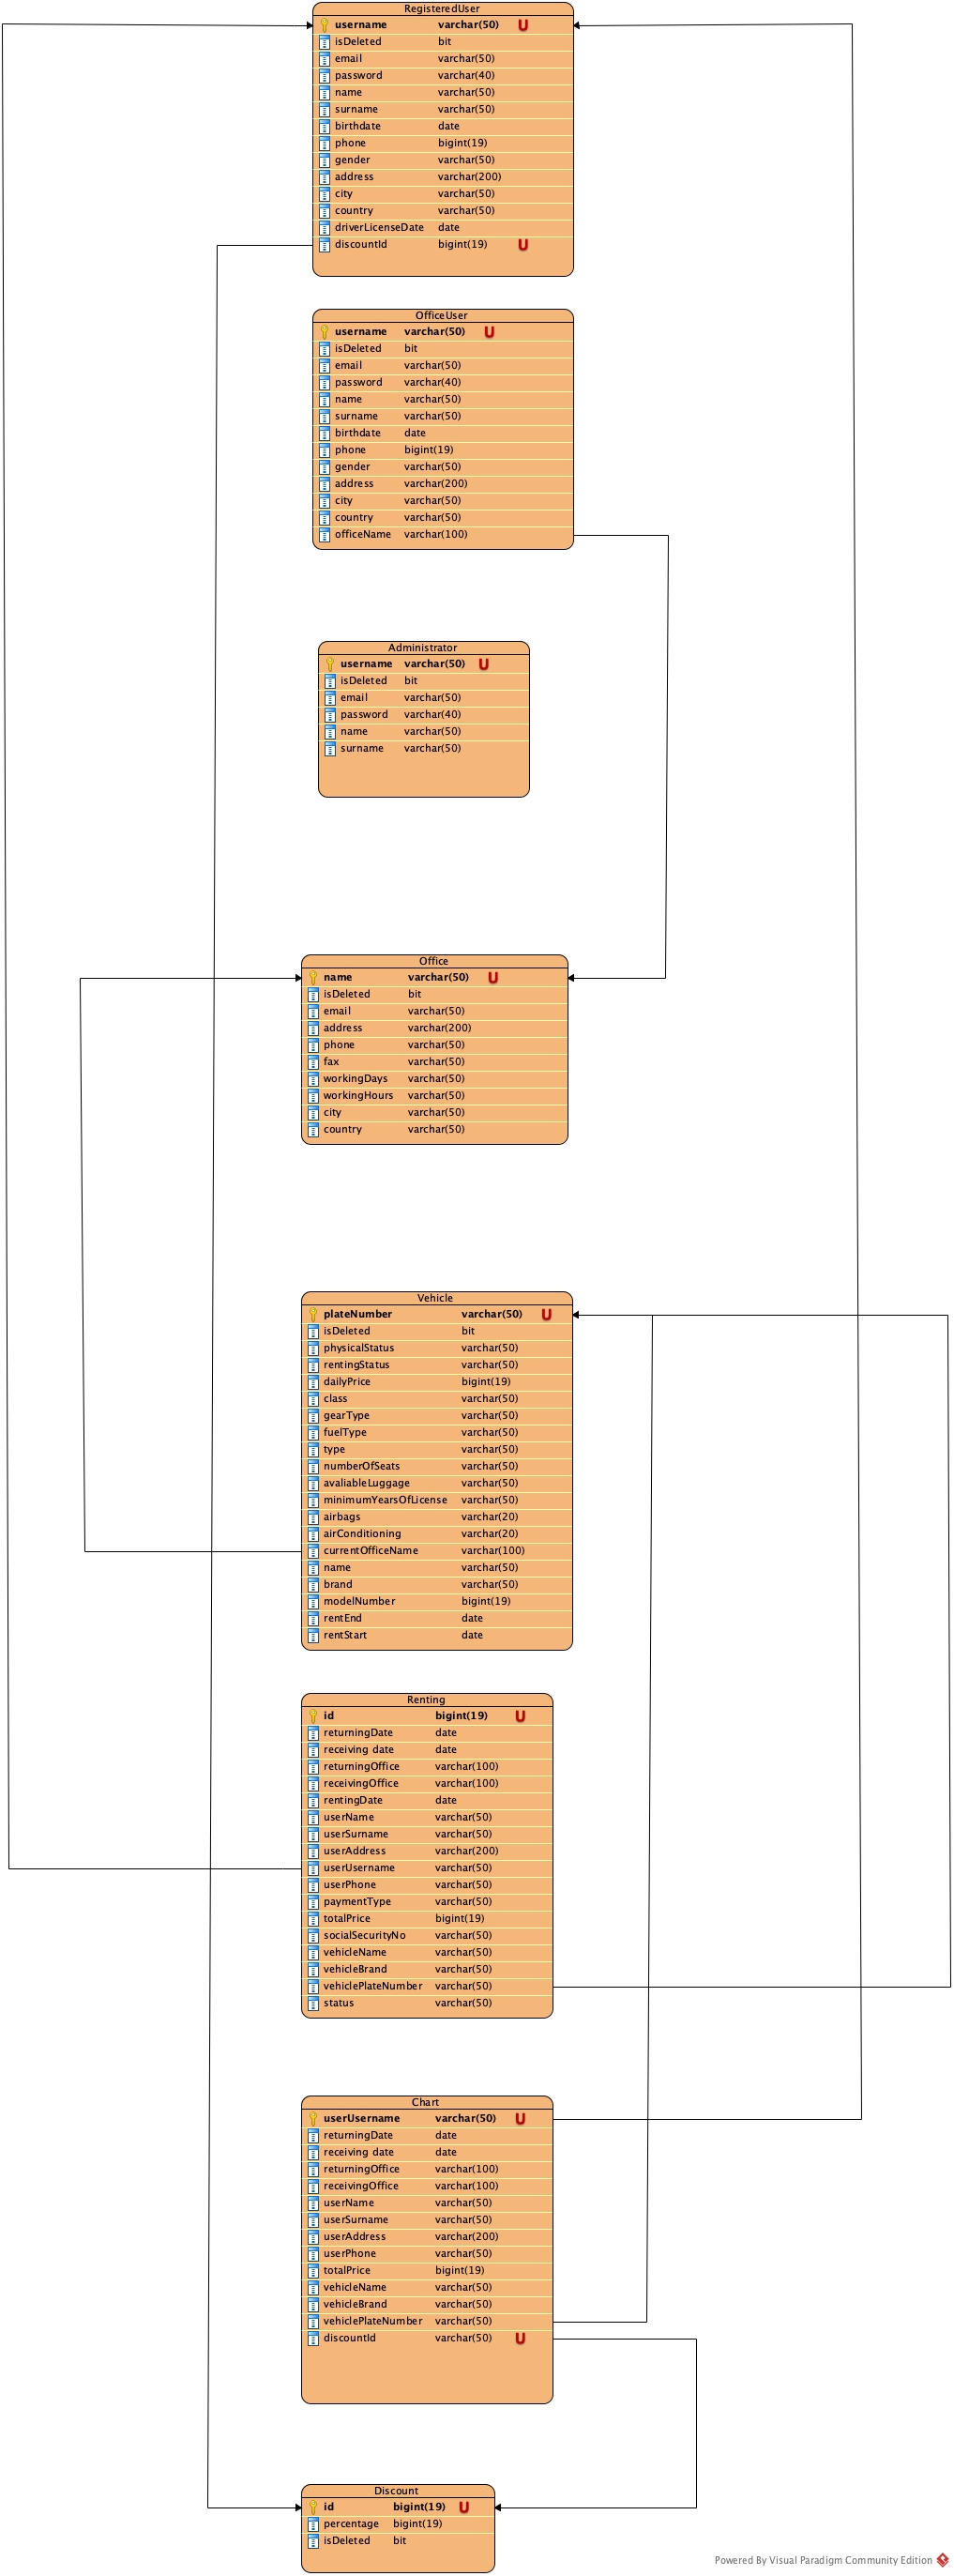 RegisteredUser
username varchar(50) U
isDeleted bit
email varchar(50)
password varchar(40)
name varchar(50)
surname varchar(50)
birthdate date
phone bigint(19)
gender varchar(50)
address varchar(200)
city varchar(50)
country varchar(50)
driverLicenseDate date
discountId bigint(19) U
OfficeUser
username varchar(50) U
isDeleted bit
email varchar(50)
password varchar(40)
name varchar(50)
surname varchar(50)
birthdate date
phone bigint(19)
gender varchar(50)
address varchar(200)
city varchar(50)
country varchar(50)
officeName varchar(100)
Administrator
username varchar(50) U
isDeleted bit
email varchar(50)
password varchar(40)
name varchar(50)
surname varchar(50)
Office
name varchar(50) U
isDeleted bit
email varchar(50)
address varchar(200)
phone varchar(50)
fax varchar(50)
workingDays varchar(50)
workingHours varchar(50)
city varchar(50)
country varchar(50)
Vehicle
plateNumber varchar(50) U
isDeleted bit
physicalStatus varchar(50)
rentingStatus varchar(50)
dailyPrice bigint(19)
class varchar(50)
gearType varchar(50)
fuelType varchar(50)
type varchar(50)
numberOfSeats varchar(50)
avaliableLuggage varchar(50)
minimumYearsOfLicense varchar(50)
airbags varchar(20)
airConditioning varchar(20)
currentOfficeName varchar(100)
name varchar(50)
brand varchar(50)
modelNumber bigint(19)
rentEnd date
rentStart date
Renting
id bigint(19) U
returningDate date
receiving date date
returningOffice varchar(100)
receivingOffice varchar(100)
rentingDate date
userName varchar(50)
userSurname varchar(50)
userAddress varchar(200)
userUsername varchar(50)
userPhone varchar(50)
paymentType varchar(50)
totalPrice bigint(19)
socialSecurityNo varchar(50)
vehicleName varchar(50)
vehicleBrand varchar(50)
vehiclePlateNumber varchar(50)
status varchar(50)
Chart
userUsername varchar(50) U
returningDate date
receiving date date
returningOffice varchar(100)
receivingOffice varchar(100)
userName varchar(50)
userSurname varchar(50)
userAddress varchar(200)
userPhone varchar(50)
totalPrice bigint(19)
vehicleName varchar(50)
vehicleBrand varchar(50)
vehiclePlateNumber varchar(50)
discountId varchar(50) U
Discount
id bigint(19) U
percentage bigint(19)
isDeleted bit
Powered By Visual Paradigm Community Edition